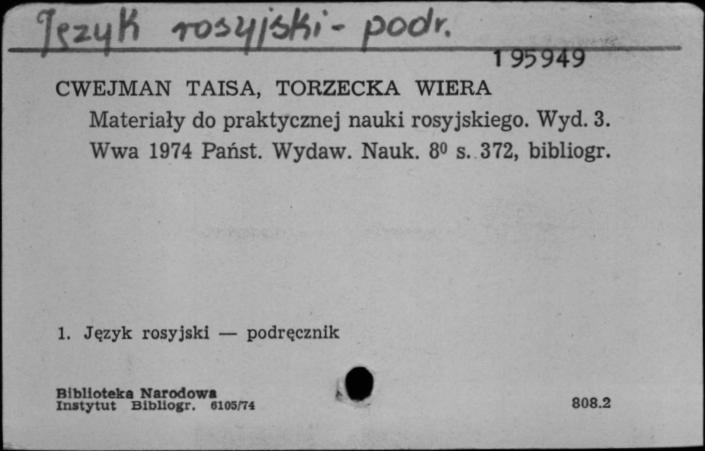 Język rosyjski - podr.
195949
CWEJMAN TAISA, TORZECKA WIERA
Materiały do praktycznej nauki rosyjskiego. Wyd. 3.
Wwa 1974 Państ. Wydaw. Nauk. 8⁰ s. 372, bibliogr.
1. Język rosyjski — podręcznik
Biblioteka Narodowa
Instytut Bibliogr. 6105/74
808.2